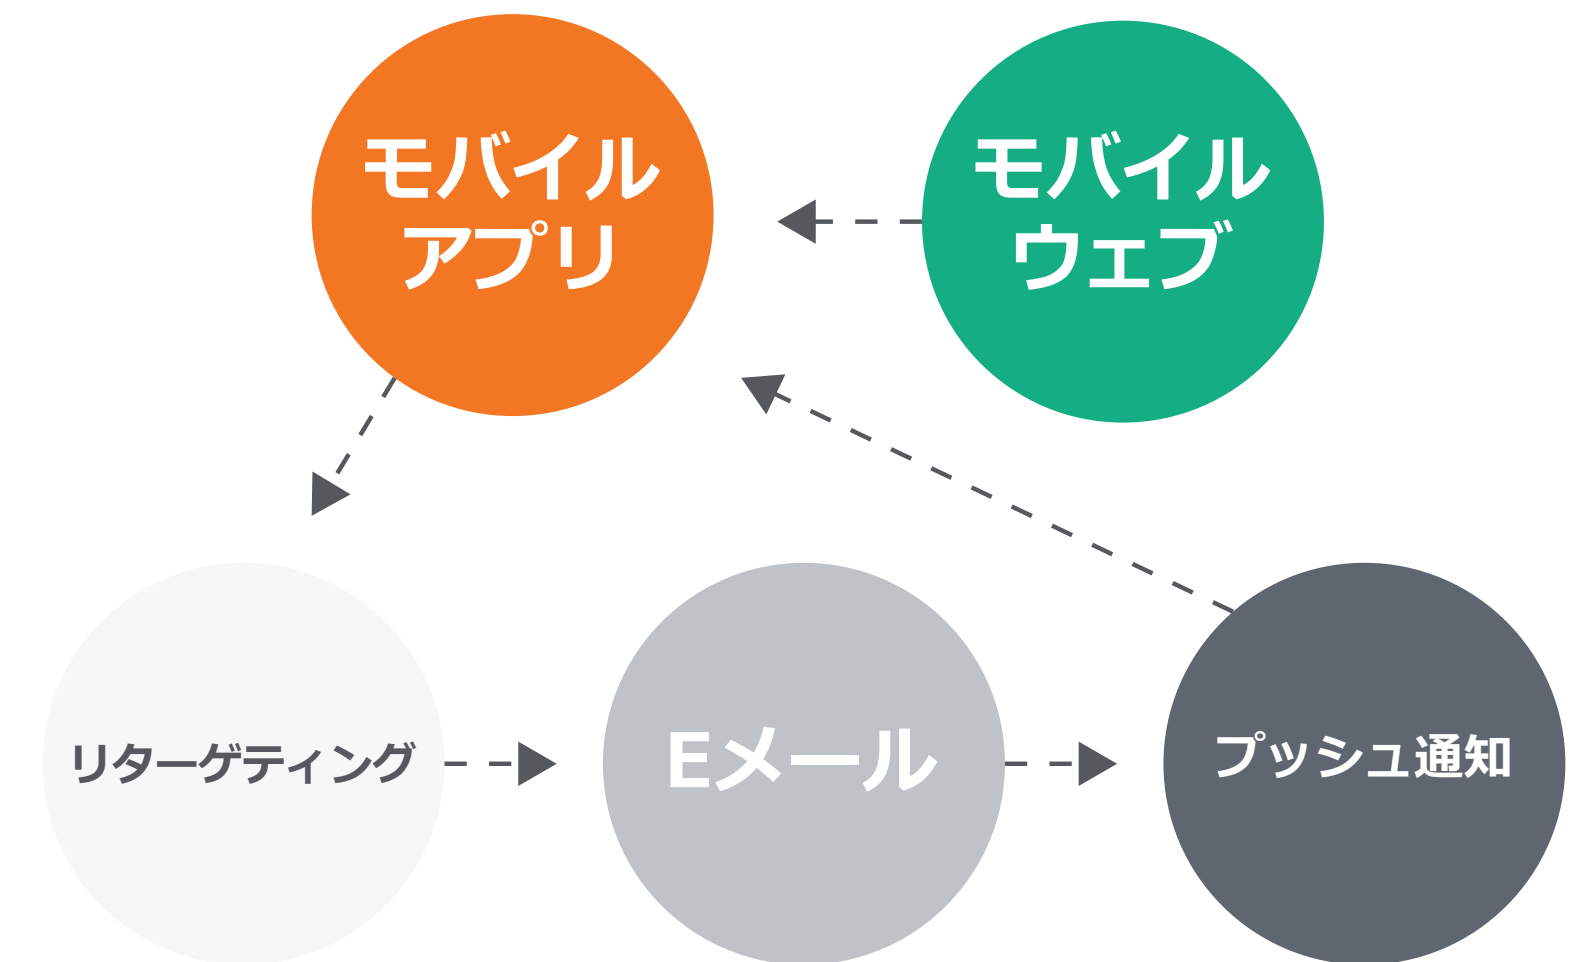 モバイル
アプリ
モバイル
ウェブ
リターゲティング
Eメール
プッシュ通知